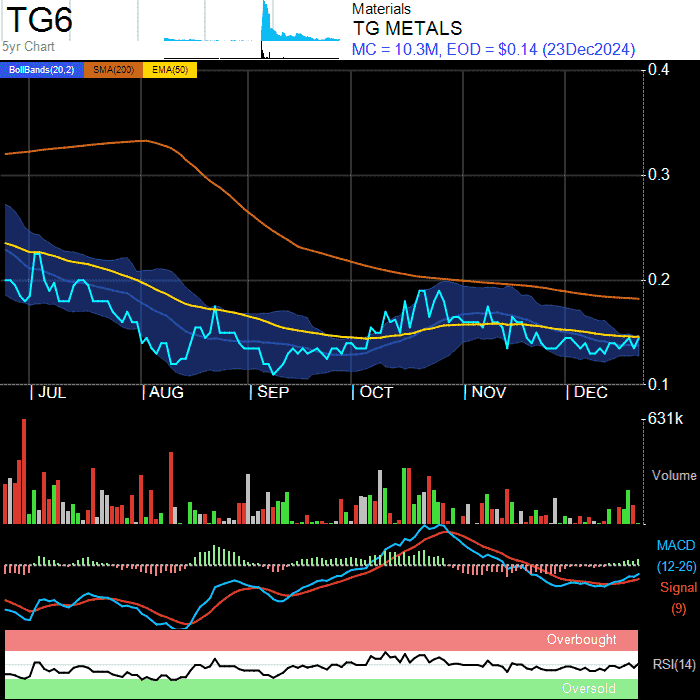 TG6
5yr Chart
Materials
TG METALS
MC = 10.3M, EOD = $0.14 (23Dec2024)
BollBands(20,2) SMA(200) EMA(50)
0.4
0.3
0.2
0.1
JUL AUG SEP OCT NOV DEC
631k
Volume
MACD
(12-26)
Signal
(9)
Overbought
RSI(14)
Oversold